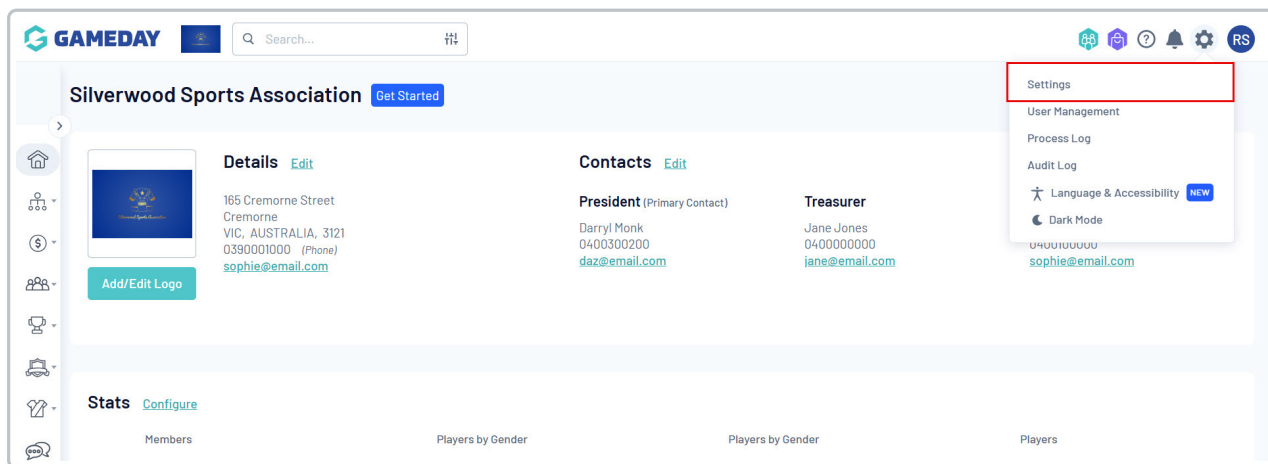 GAMEDAY
Search...
RS
Silverwood Sports Association Get Started
Settings
User Management
Process Log
Audit Log
Language & Accessibility NEW
Dark Mode
Details Edit
165 Cremorne Street
Cremorne
VIC, AUSTRALIA, 3121
0390001000 (Phone)
sophie@email.com
Add/Edit Logo
Contacts Edit
President (Primary Contact)
Darryl Monk
0400300200
daz@email.com
Treasurer
Jane Jones
0400000000
jane@email.com
0400100000
sophie@email.com
Stats Configure
Members
Players by Gender
Players by Gender
Players